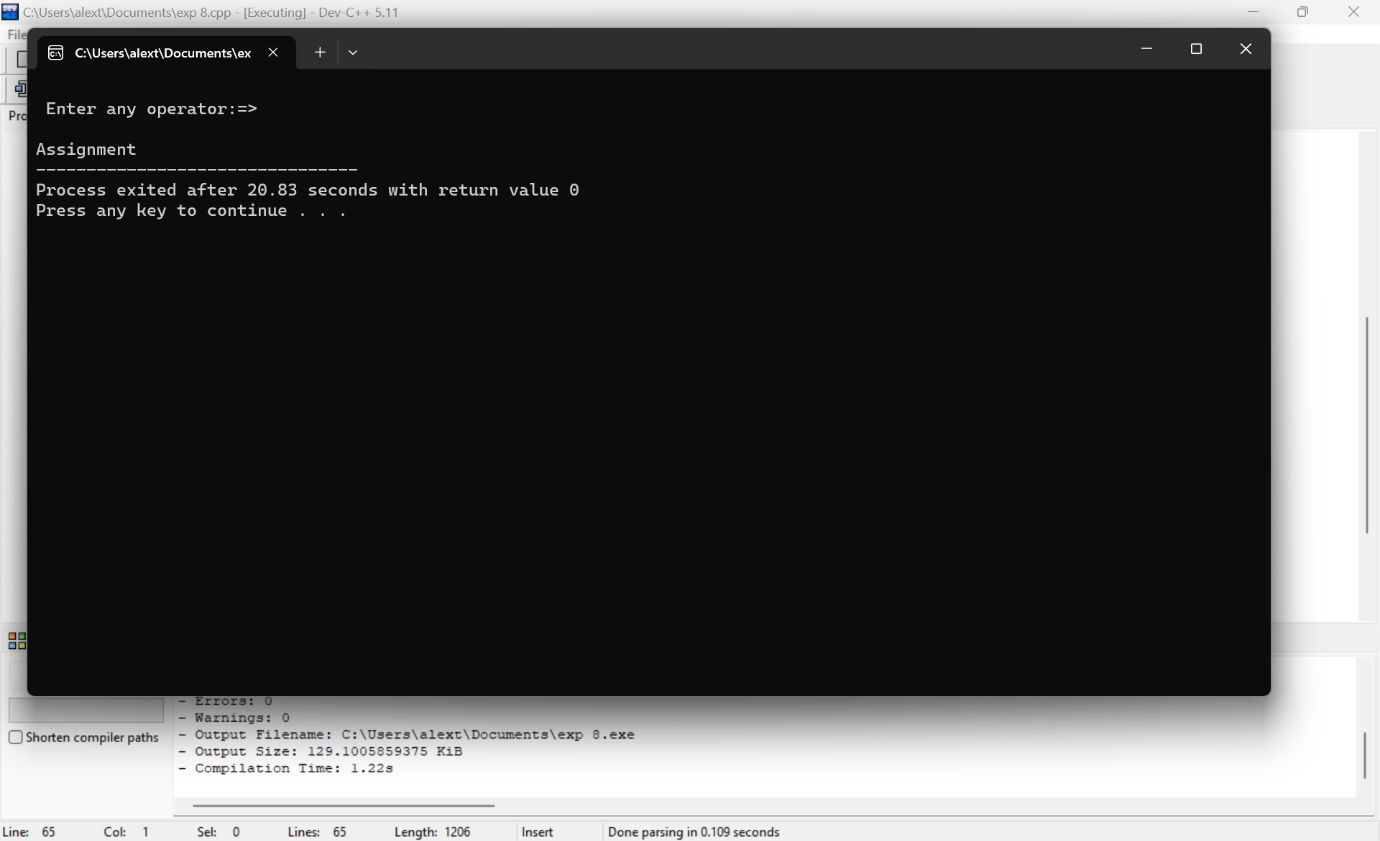 C:\Users\alext\Documents\exp 8.cpp - [Executing] - Dev-C++ 5.11
File
C:\Users\alext\Documents\ex
Enter any operator:=>
Assignment
--------------------------------
Process exited after 20.83 seconds with return value 0
Press any key to continue . . .
- Errors: 0
- Warnings: 0
- Output Filename: C:\Users\alext\Documents\exp 8.exe
- Output Size: 129.1005859375 KiB
- Compilation Time: 1.22s
Shorten compiler paths
Line: 65 Col: 1 Sel: 0 Lines: 65 Length: 1206 Insert Done parsing in 0.109 seconds